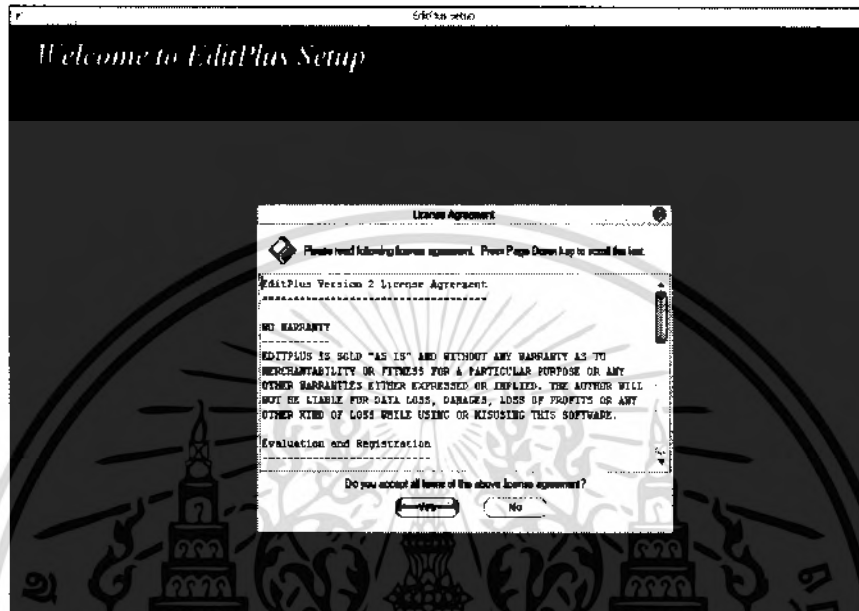 EditPlus setup
Welcome to EditPlus Setup
License Agreement
Please read following license agreement. Press Page Down key to scroll the text.
EditPlus Version 2 License Agreement
------------------------------------
NO WARRANTY
-----------
EDITPLUS IS SOLD "AS IS" AND WITHOUT ANY WARRANTY AS TO
MERCHANTABILITY OR FITNESS FOR A PARTICULAR PURPOSE OR ANY
OTHER WARRANTIES EITHER EXPRESSED OR IMPLIED. THE AUTHOR WILL
NOT BE LIABLE FOR DATA LOSS, DAMAGES, LOSS OF PROFITS OR ANY
OTHER KIND OF LOSS WHILE USING OR MISUSING THIS SOFTWARE.
Evaluation and Registration
---------------------------
Do you accept all terms of the above license agreement?
Yes No